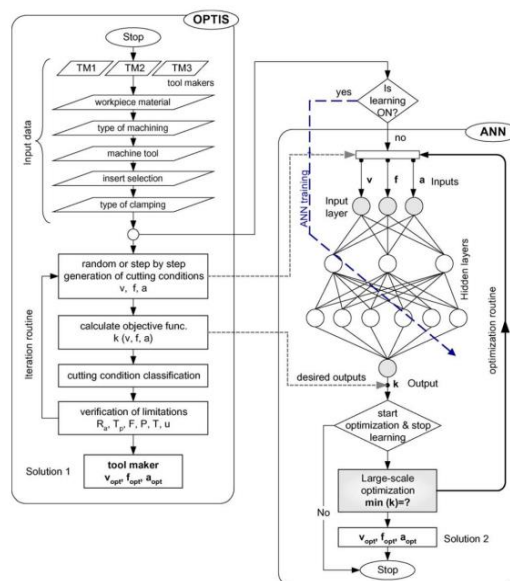 OPTIS
Stop
TM1 TM2 TM3
tool makers
workpiece material
type of machining
machine tool
insert selection
type of clamping
Input data
random or step by step
generation of cutting conditions
v, f, a
calculate objective func.
k (v, f, a)
cutting condition classification
verification of limitations
Ra, Tp, F, P, T, u
Iteration routine
Solution 1
tool maker
vopt, fopt, aopt
Is
learning
ON?
yes
no
ANN
ANN training
v f a Inputs
Input
layer
Hidden layers
optimization routine
desired outputs
k Output
start
optimization & stop
learning
Large-scale
optimization
min (k)=?
No
vopt, fopt, aopt
Solution 2
Stop